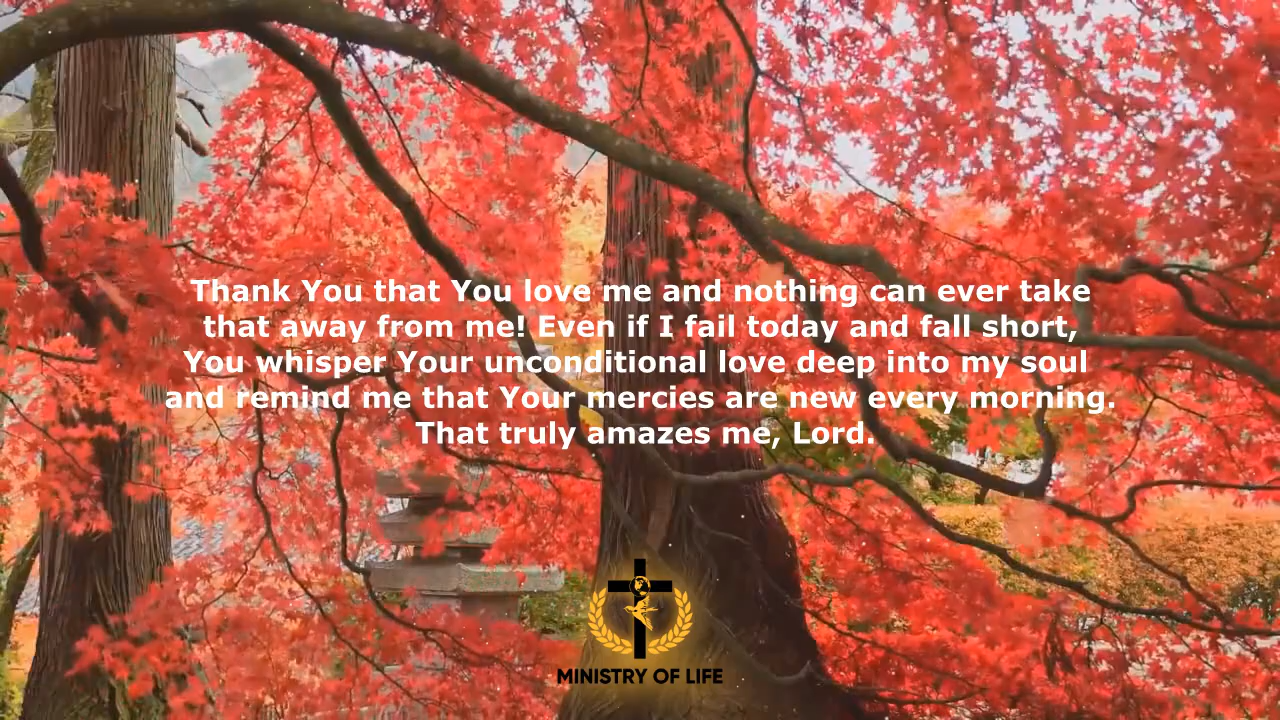 Thank You that You love me and nothing can ever take
that away from me! Even if I fail today and fall short,
You whisper Your unconditional love deep into my soul
and remind me that Your mercies are new every morning.
That truly amazes me, Lord.
MINISTRY OF LIFE